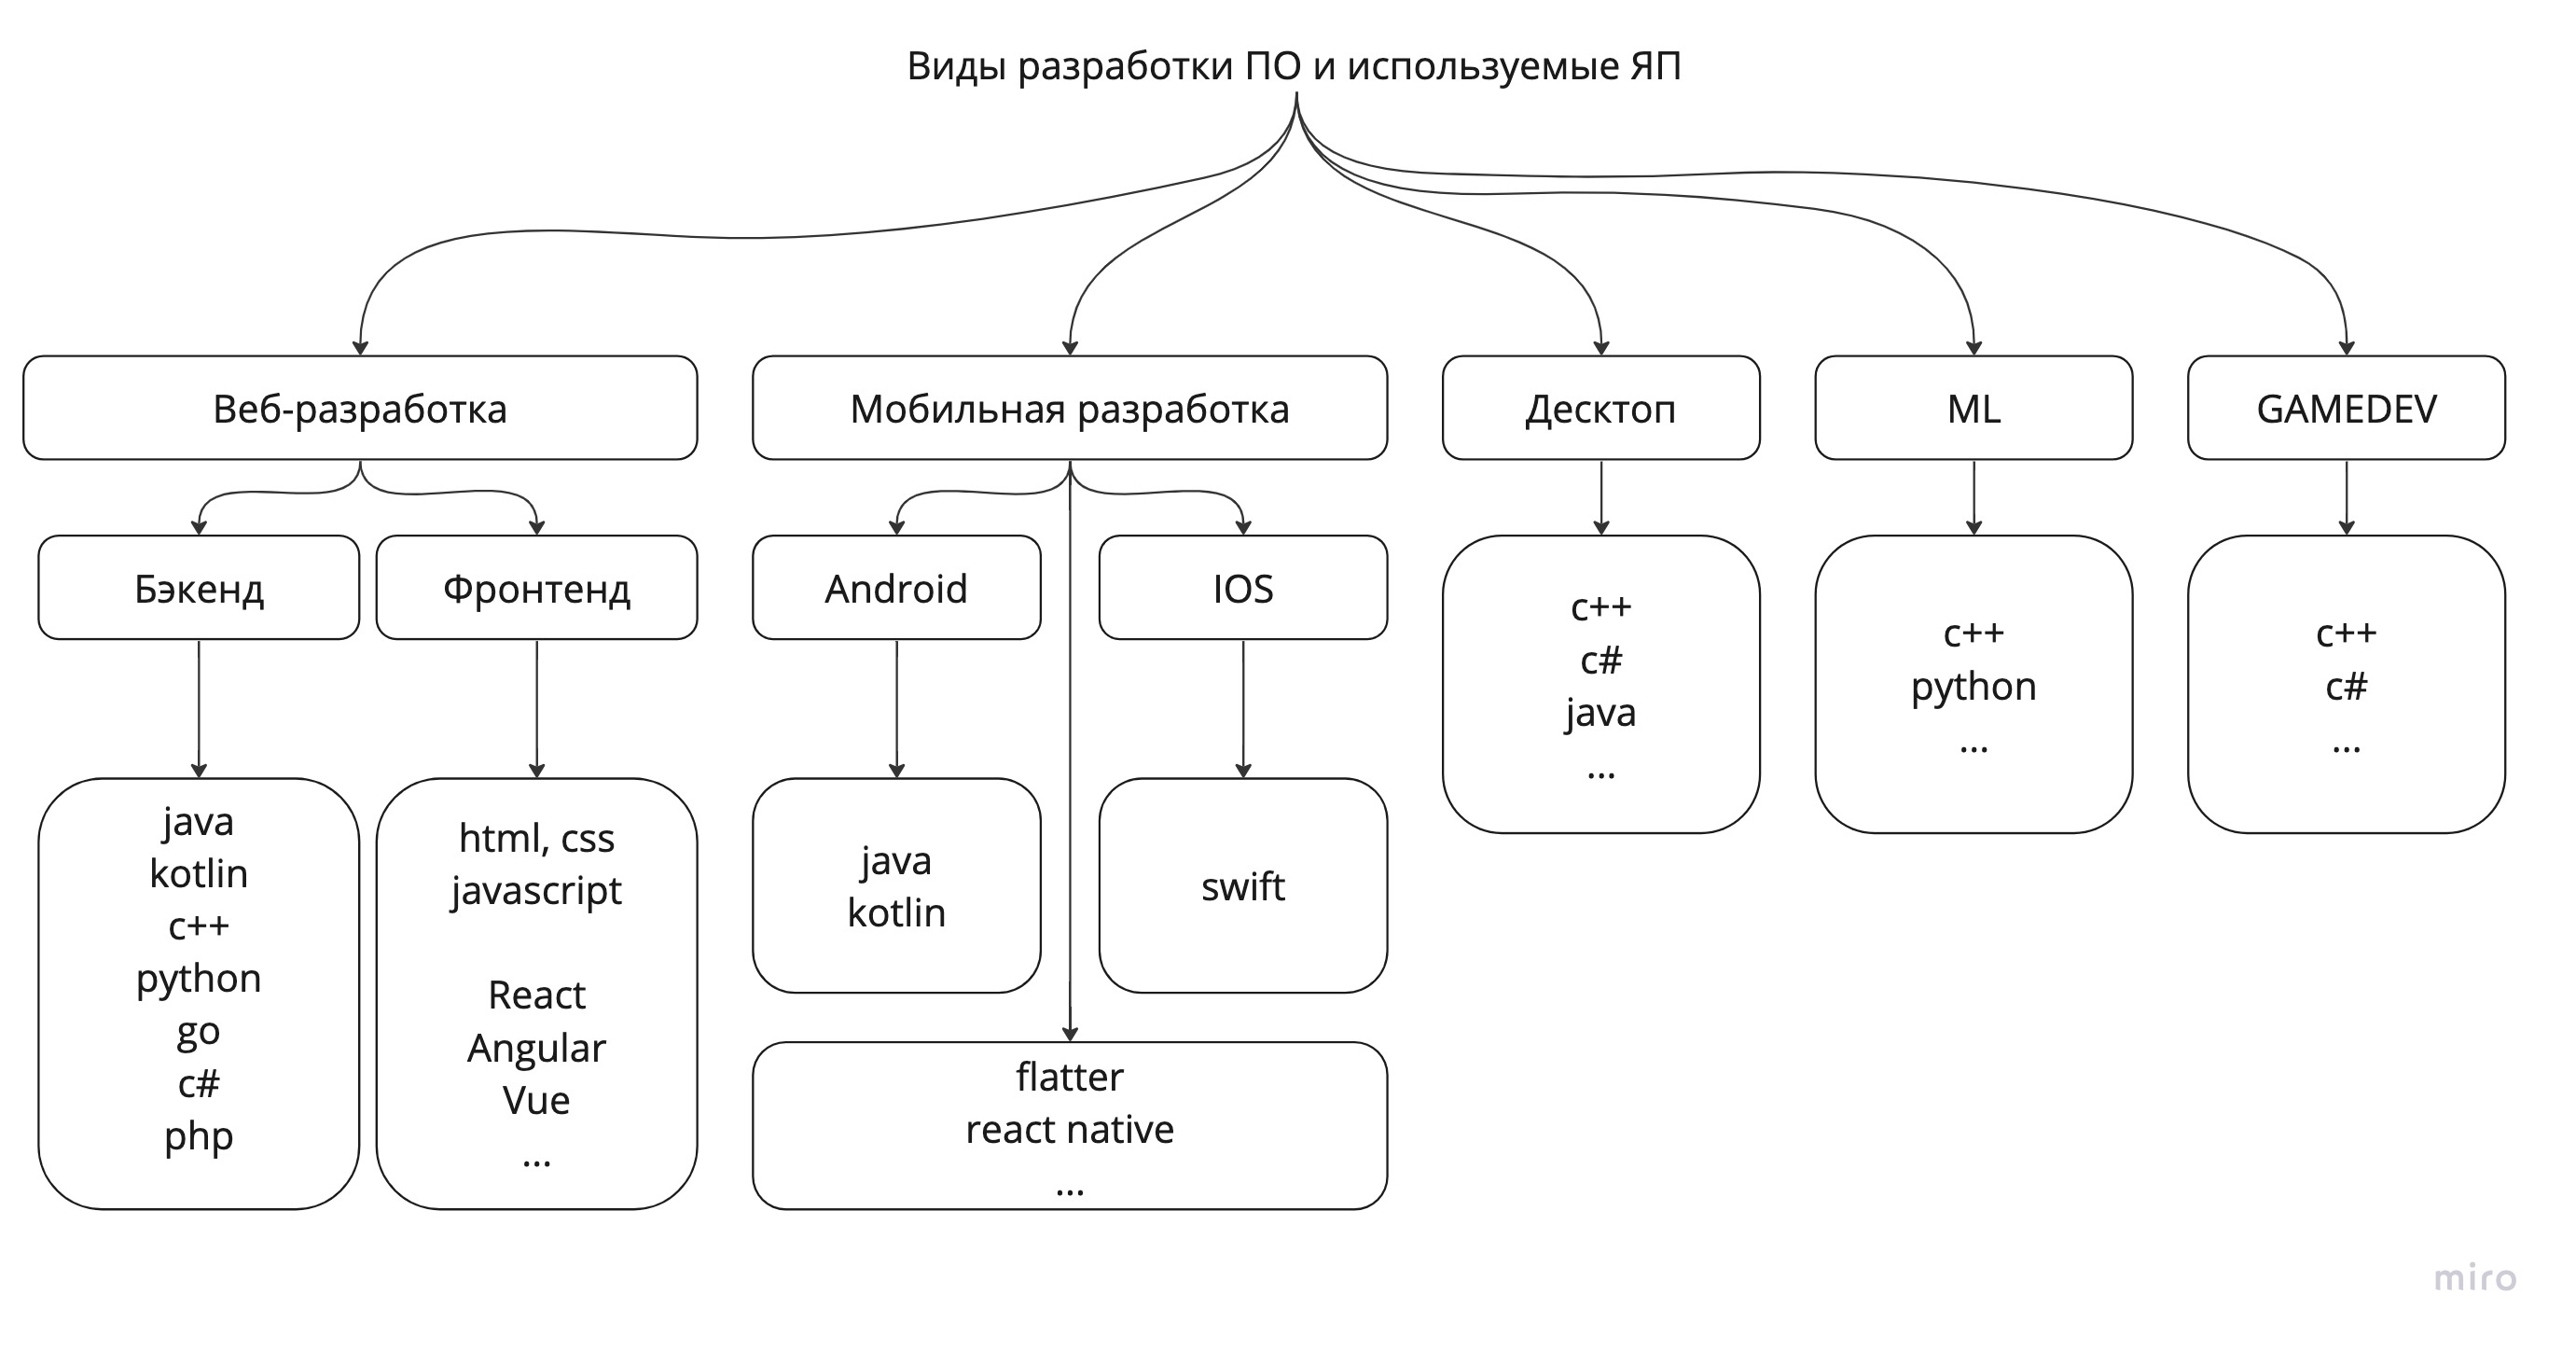 Виды разработки ПО и используемые ЯП
Веб-разработка
Мобильная разработка
Десктоп
ML
GAMEDEV
Бэкенд
Фронтенд
Android
IOS
c++
c#
java
...
c++
python
...
c++
c#
...
java
kotlin
c++
python
go
c#
php
html, css
javascript
React
Angular
Vue
...
java
kotlin
swift
flatter
react native
...
miro